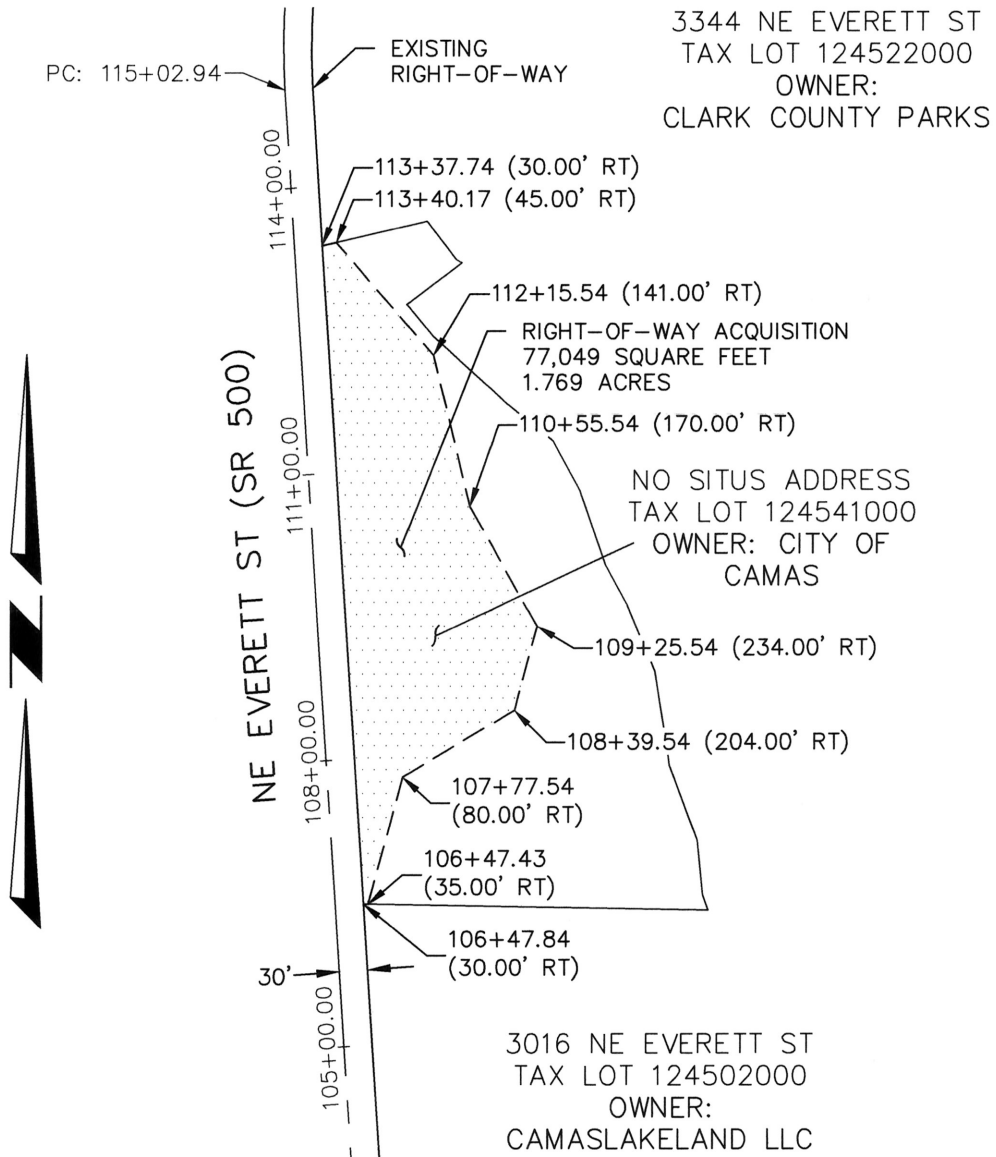 3344 NE EVERETT ST
TAX LOT 124522000
OWNER:
CLARK COUNTY PARKS
EXISTING
RIGHT-OF-WAY
PC: 115+02.94
114+00.00
113+37.74 (30.00' RT)
113+40.17 (45.00' RT)
112+15.54 (141.00' RT)
RIGHT-OF-WAY ACQUISITION
77,049 SQUARE FEET
1.769 ACRES
110+55.54 (170.00' RT)
111+00.00
NE EVERETT ST (SR 500)
NO SITUS ADDRESS
TAX LOT 124541000
OWNER: CITY OF
CAMAS
N
109+25.54 (234.00' RT)
108+39.54 (204.00' RT)
108+00.00
107+77.54
(80.00' RT)
106+47.43
(35.00' RT)
106+47.84
(30.00' RT)
30'
105+00.00
3016 NE EVERETT ST
TAX LOT 124502000
OWNER:
CAMASLAKELAND LLC